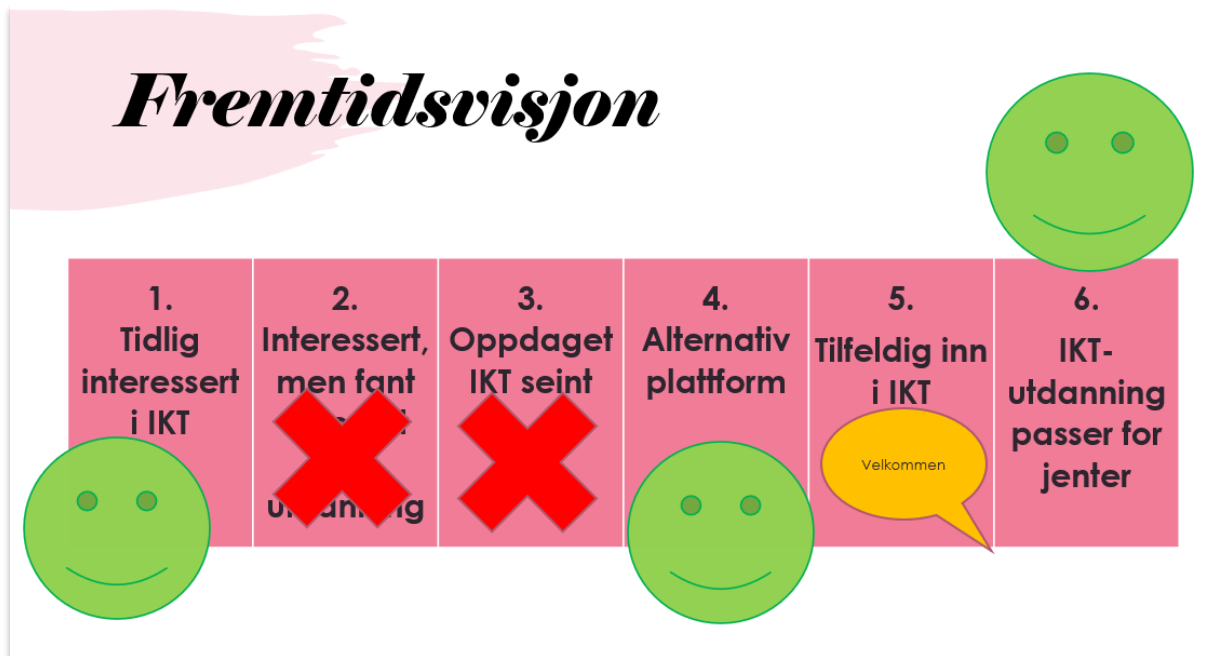 Fremtidsvisjon
1.
Tidlig
interessert
i IKT
2.
Interessert,
men fant
3.
Oppdaget
IKT seint
4.
Alternativ
plattform
5.
Tilfeldig inn
i IKT
Velkommen
6.
IKT-
utdanning
passer for
jenter